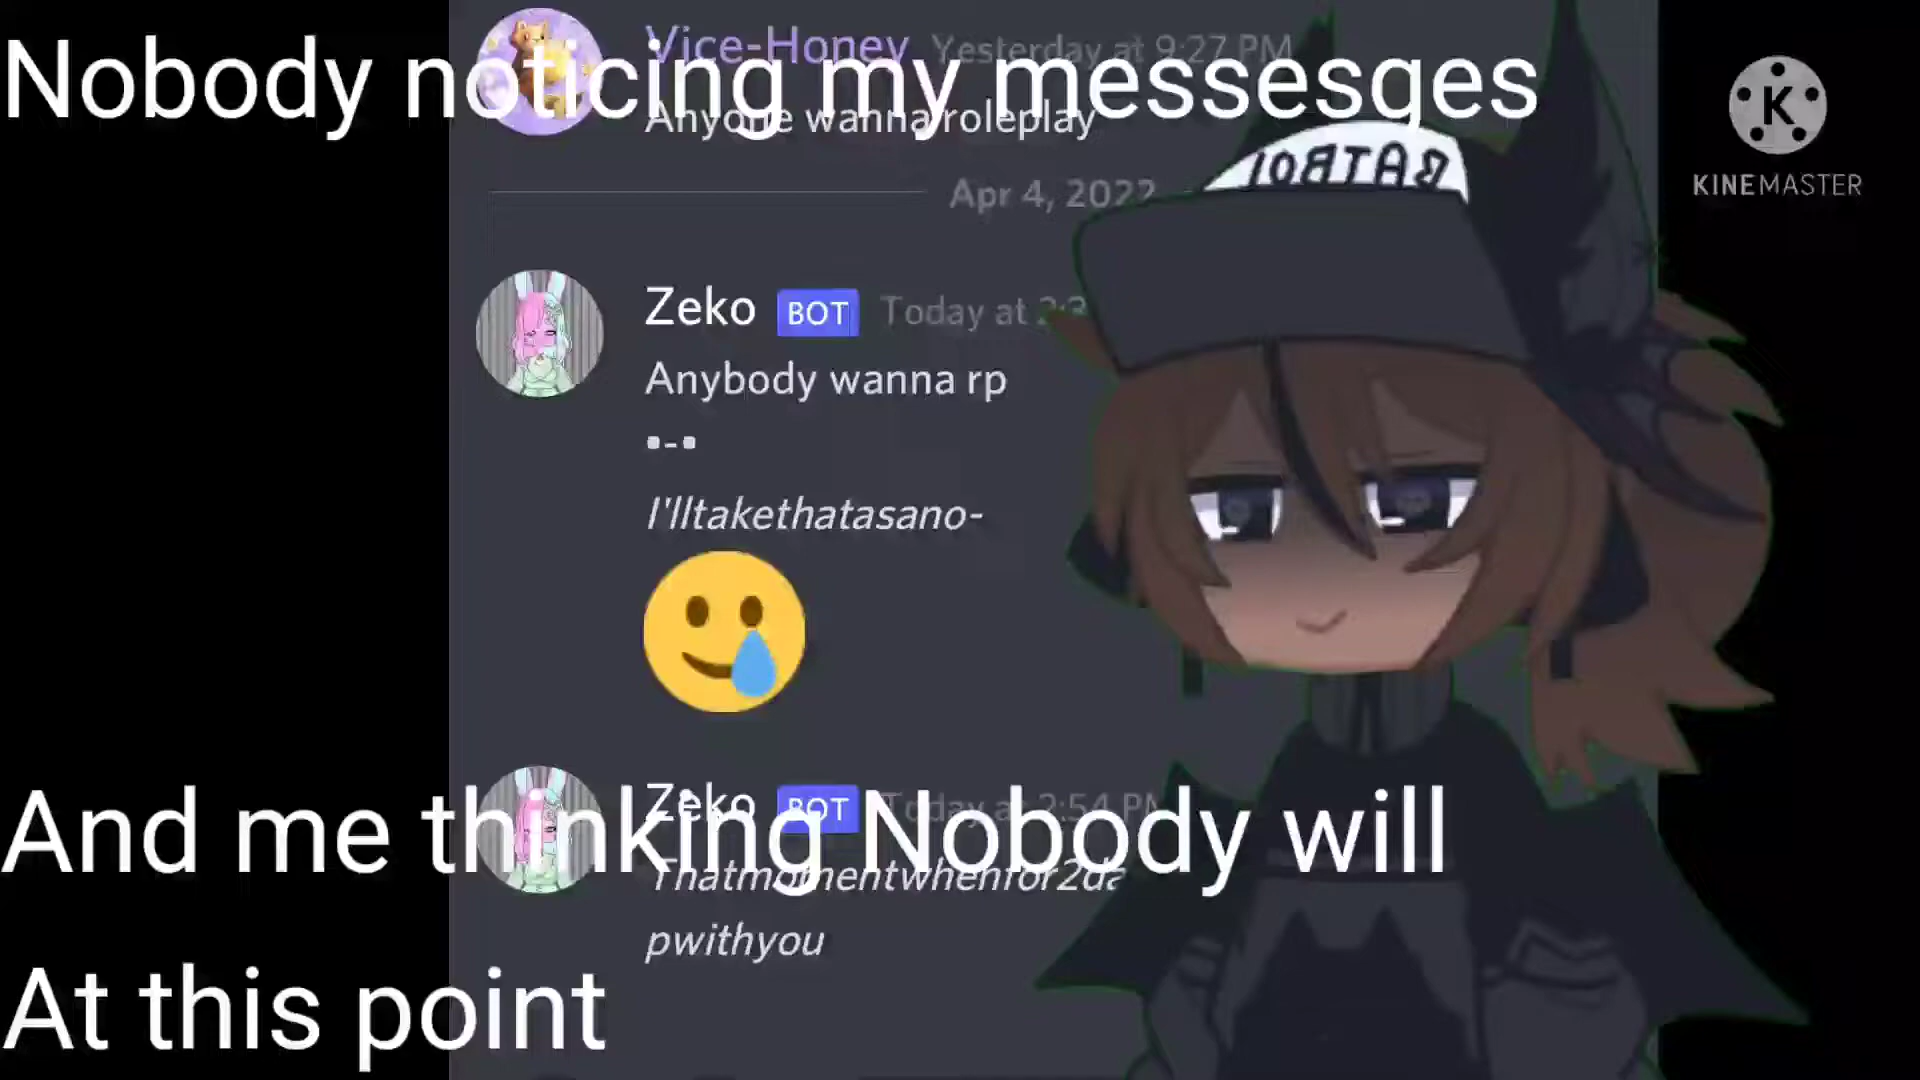 Nobody noticing my messesges
Vice-Honey Yesterday at 9:27 PM
Anyone wanna roleplay
KINEMASTER
Apr 4, 2022
Zeko BOT Today at
Anybody wanna rp
•-•
I'lltakethatasano-
Zeko BOT Today at 2:54 PM
And me thinking Nobody will
pwithyou
At this point